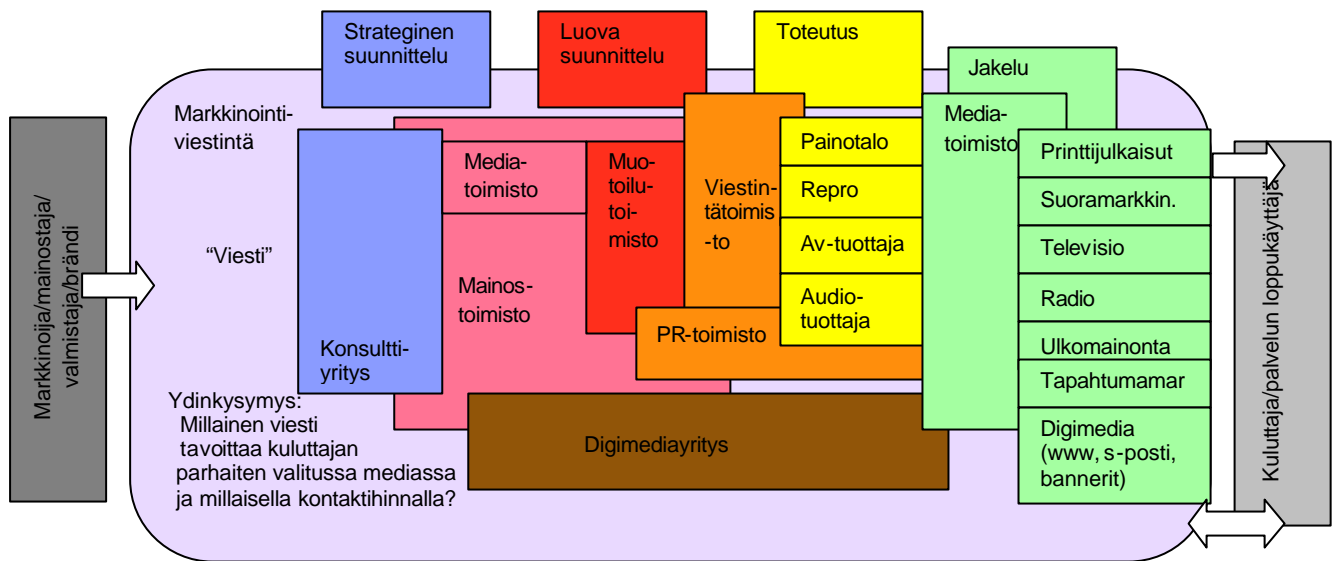 Strateginen
suunnittelu
Luova
suunnittelu
Toteutus
Jakelu
Markkinointi-
viestintä
Media-
toimisto
Muo-
toilu-
toi-
misto
Viestin-
tätoimis
-to
Painotalo
Repro
Av-tuottaja
Audio-
tuottaja
Media-
toimisto
Printtijulkaisut
Suoramarkkin.
Televisio
Radio
Ulkomainonta
Tapahtumamar
Digimedia
(www, s-posti,
bannerit)
Markkinoija/mainostaja/
valmistaja/brändi
"Viesti"
Mainos-
toimisto
PR-toimisto
Konsultti-
yritys
Digimediayritys
Ydinkysymys:
Millainen viesti
tavoittaa kuluttajan
parhaiten valitussa mediassa
ja millaisella kontaktihinnalla?
Kuluttaja/palvelun loppukäyttäjä